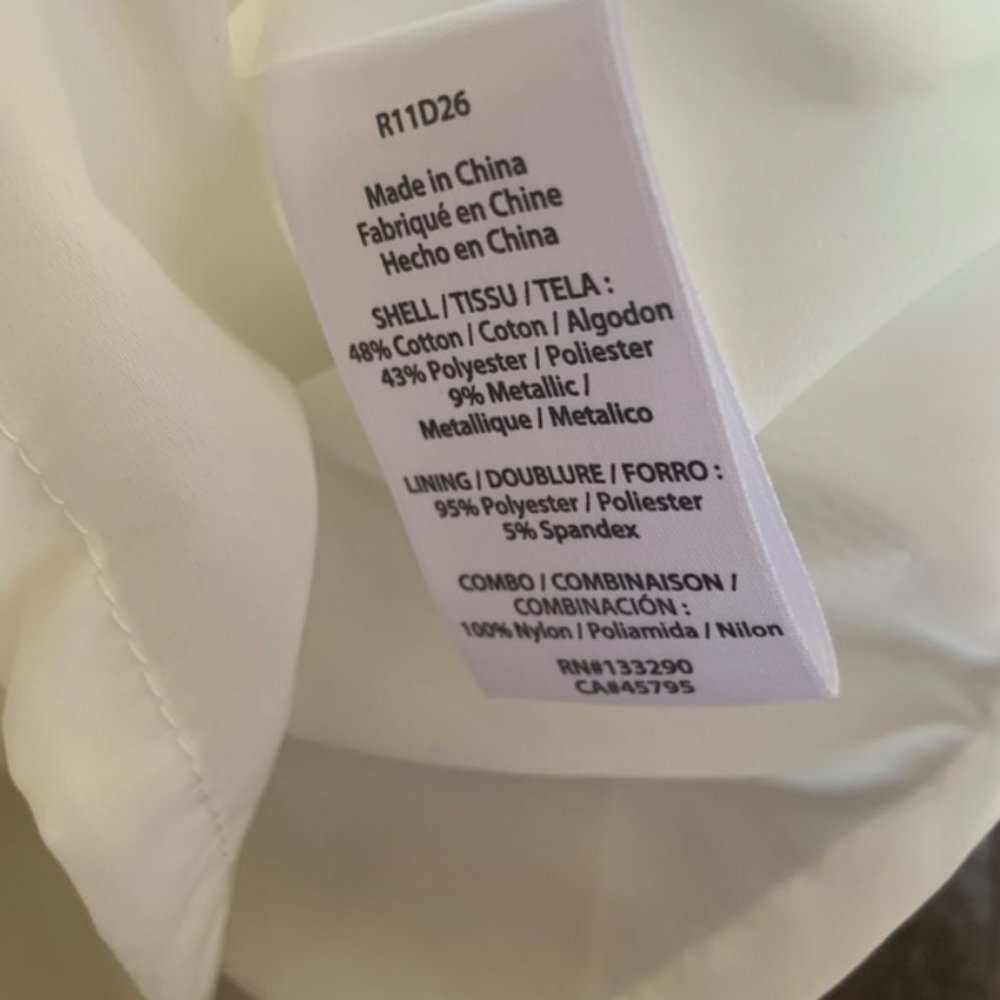 R11D26
Made in China
Fabriqué en Chine
Hecho en China
SHELL / TISSU / TELA :
48% Cotton / Coton / Algodon
43% Polyester / Poliester
9% Metallic /
Metallique / Metalico
LINING / DOUBLURE / FORRO :
95% Polyester / Poliester
5% Spandex
COMBO / COMBINAISON /
COMBINACIÓN :
100% Nylon / Poliamida / Nilon
RN#133290
CA#45795